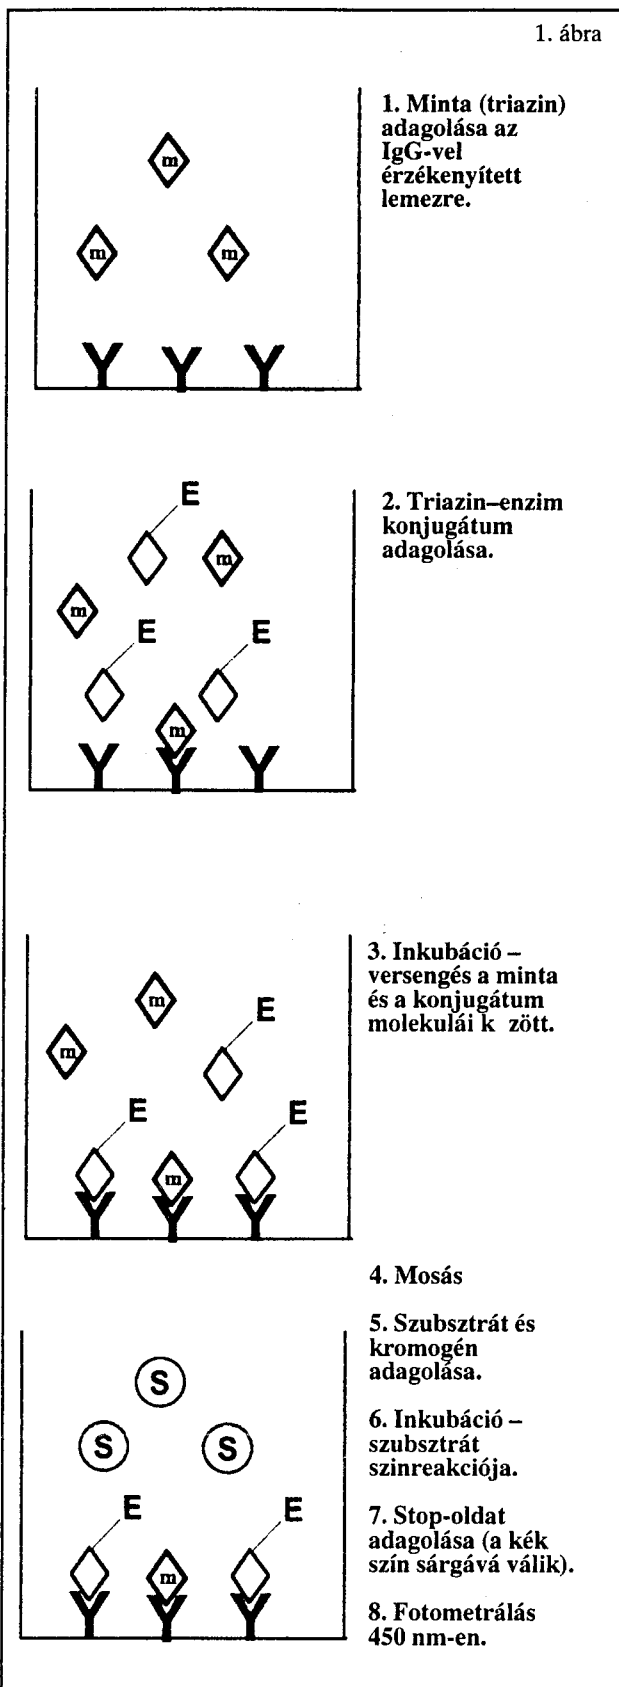 1. ábra
1. Minta (triazin)
adagolása az
IgG-vel
érzékenyített
lemezre.
m
m
m
2. Triazin–enzim
konjugátum
adagolása.
E
m
m
E
E
m
3. Inkubáció –
versengés a minta
és a konjugátum
molekulái k zött.
m
E
m
E
E
m
4. Mosás
5. Szubsztrát és
kromogén
adagolása.
6. Inkubáció –
szubsztrát
szinreakciója.
7. Stop-oldat
adagolása (a kék
szín sárgává válik).
8. Fotometrálás
450 nm-en.
S
S
S
E
E
m